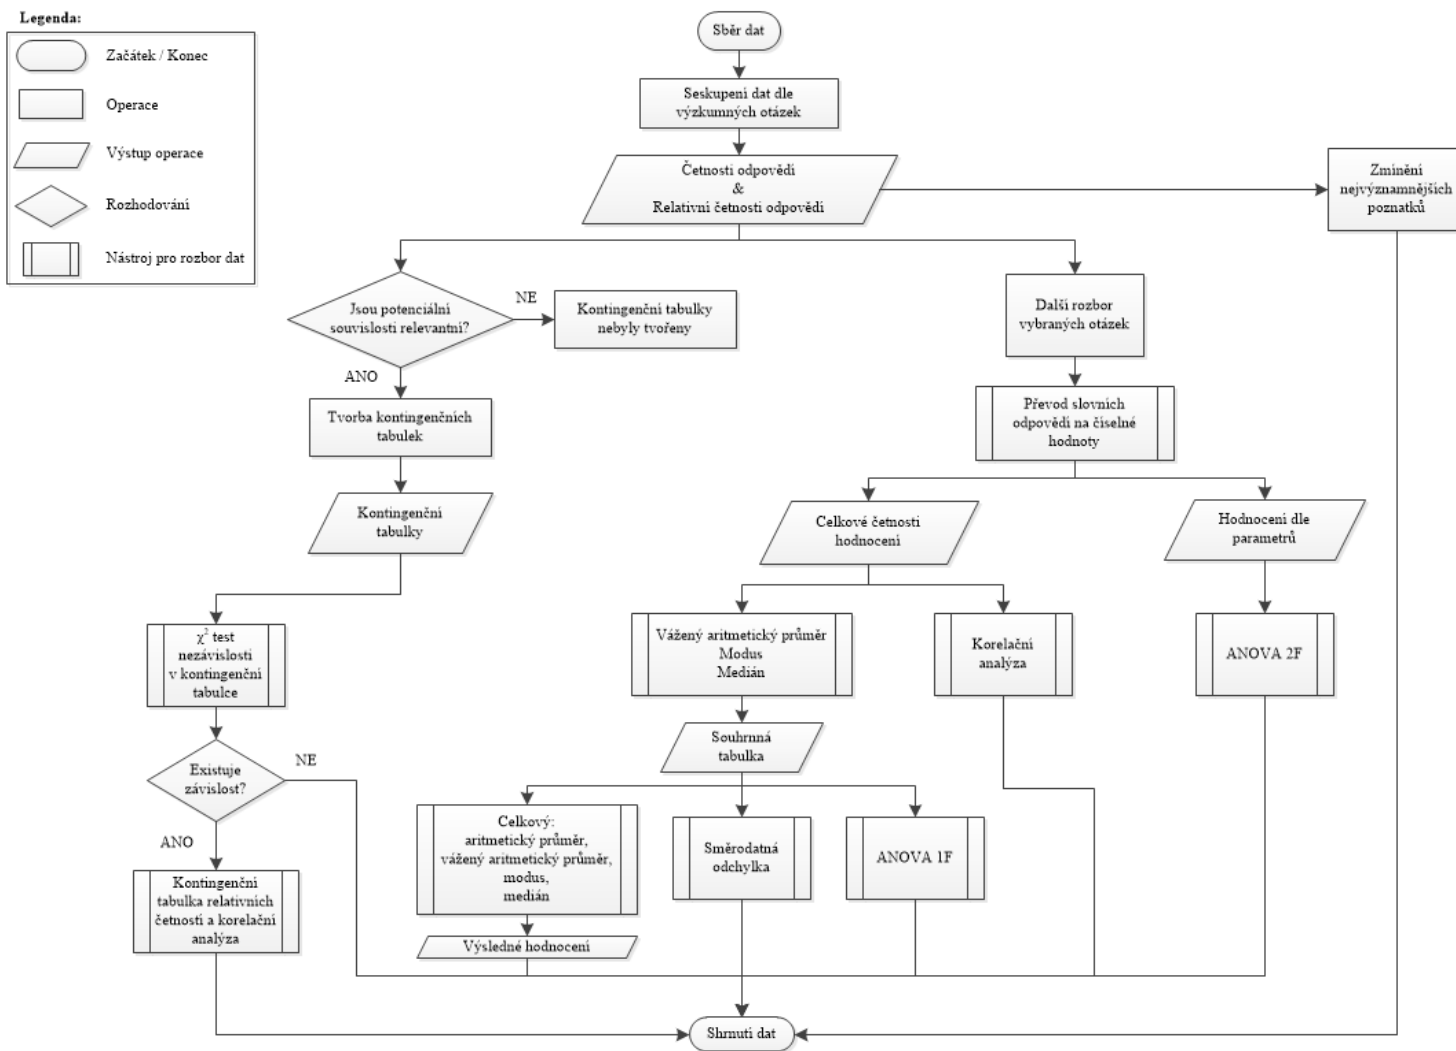 Legenda:
Začátek / Konec
Operace
Výstup operace
Rozhodování
Nástroj pro rozbor dat
Sběr dat
Seskupení dat dle
výzkumných otázek
Četnosti odpovědí
&
Relativní četnosti odpovědí
Zmínění
nejvýznamnějších
poznatků
Jsou potenciální
souvislosti relevantní?
NE
Kontingenční tabulky
nebyly tvořeny
ANO
Další rozbor
vybraných otázek
Tvorba kontingenčních
tabulek
Převod slovních
odpovědí na číselné
hodnoty
Kontingenční
tabulky
Celkové četnosti
hodnocení
Hodnocení dle
parametrů
χ² test
nezávislosti
v kontingenční
tabulce
Vážený aritmetický průměr
Modus
Medián
Korelační
analýza
ANOVA 2F
Souhrnná
tabulka
Existuje
závislost?
NE
ANO
Celkový:
aritmetický průměr,
vážený aritmetický průměr,
modus,
medián
Směrodatná
odchylka
ANOVA 1F
Kontingenční
tabulka relativních
četností a korelační
analýza
Výsledné hodnocení
Shrnutí dat